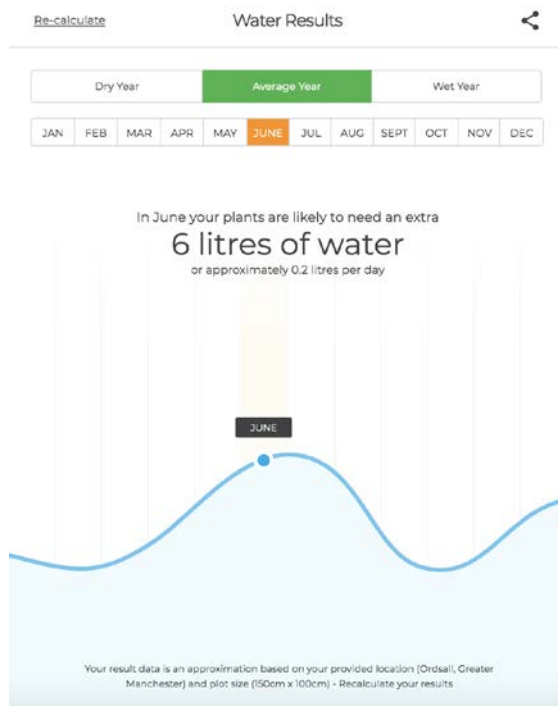 Re-calculate Water Results
Dry Year Average Year Wet Year
JAN FEB MAR APR MAY JUNE JUL AUG SEPT OCT NOV DEC
In June your plants are likely to need an extra
6 litres of water
or approximately 0.2 litres per day
JUNE
Your result data is an approximation based on your provided location (Ordsall, Greater
Manchester) and plot size (150cm x 100cm) - Recalculate your results